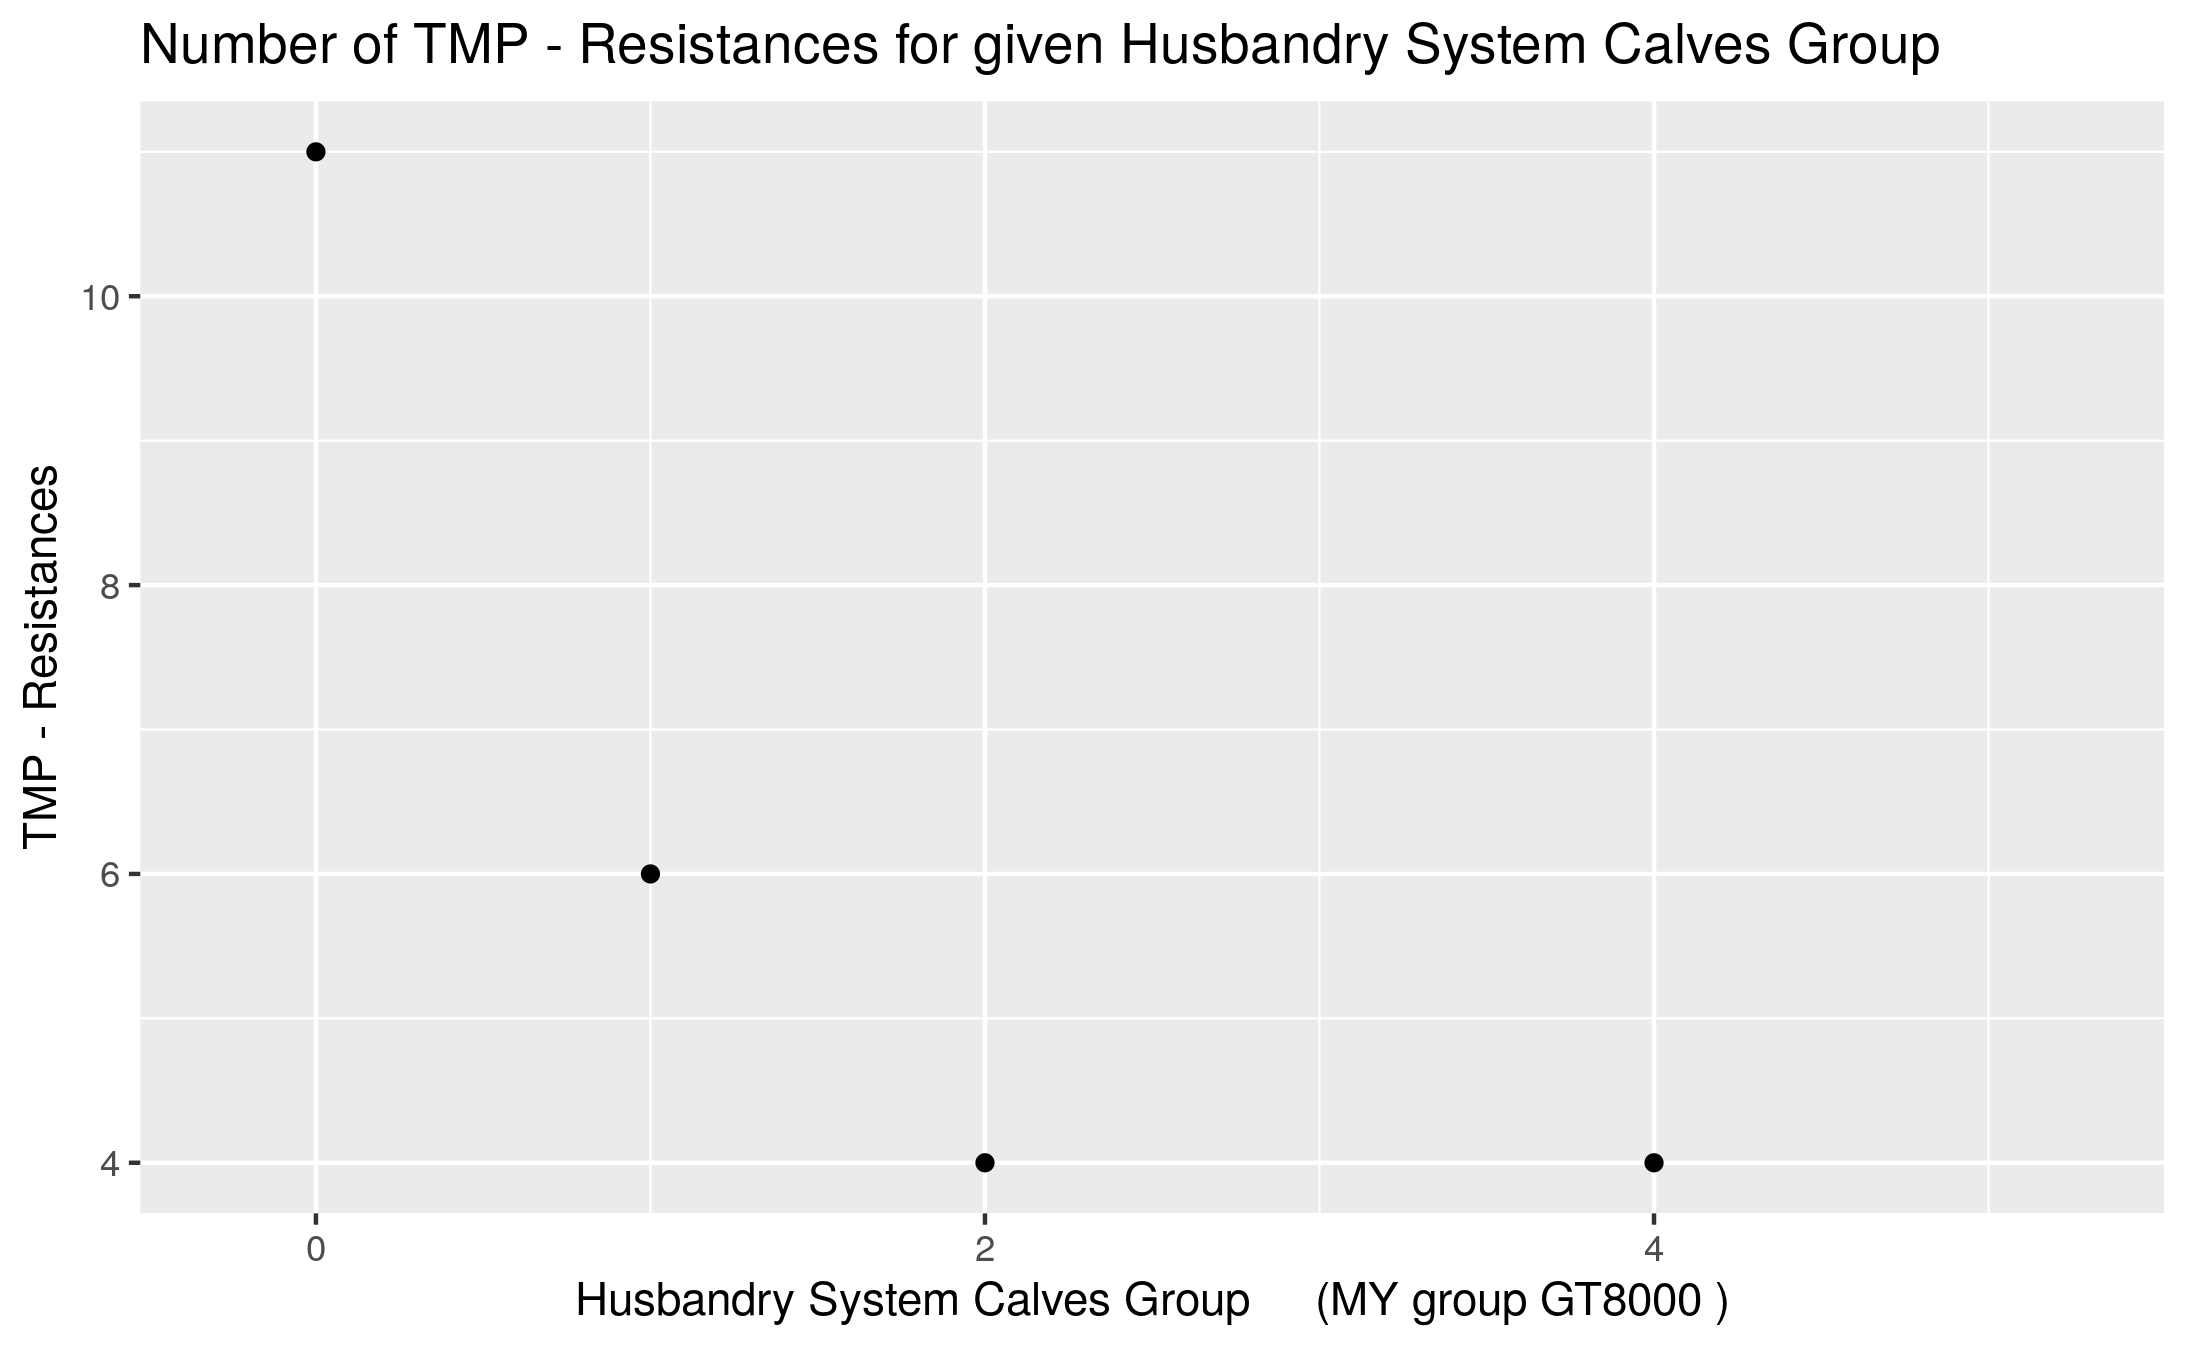 Number of TMP - Resistances for given Husbandry System Calves Group
TMP - Resistances
10
8
6
4
0 2 4
Husbandry System Calves Group (MY group GT8000 )